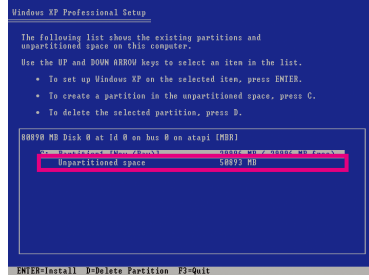 Windows XP Professional Setup
The following list shows the existing partitions and
unpartitioned space on this computer.
Use the UP and DOWN ARROW keys to select an item in the list.
• To set up Windows XP on the selected item, press ENTER.
• To create a partition in the unpartitioned space, press C.
• To delete the selected partition, press D.
80890 MB Disk 0 at Id 0 on bus 0 on atapi [MBR]
C: Partition1 [New (Raw)]
Unpartitioned space 50893 MB
ENTER=Install D=Delete Partition F3=Quit